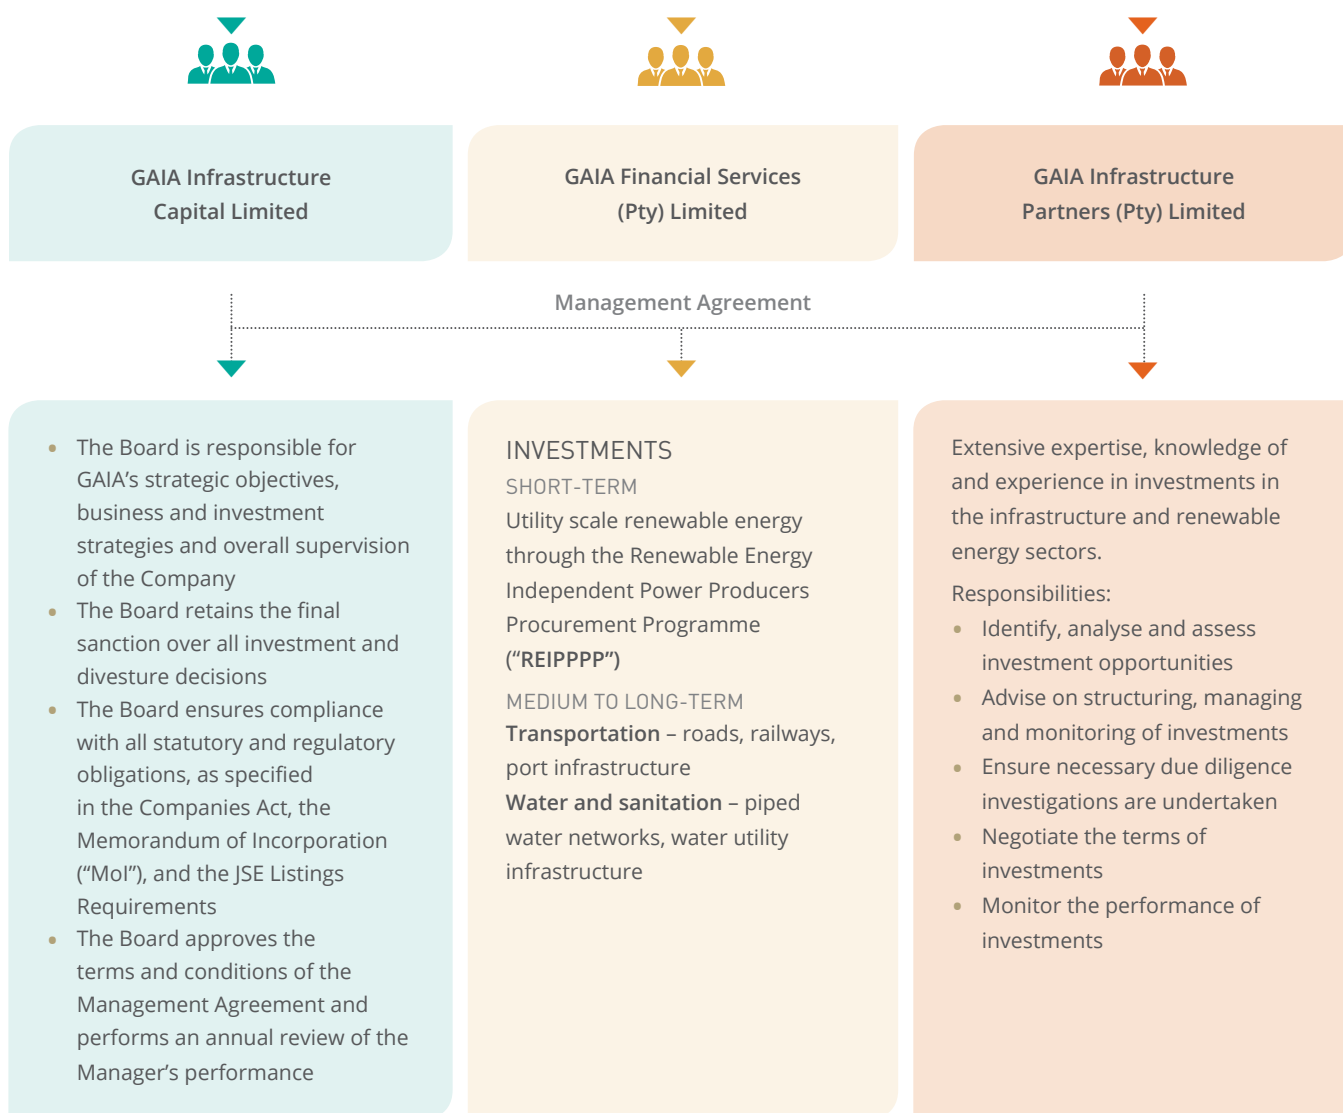 GAIA Infrastructure
Capital Limited
GAIA Financial Services
(Pty) Limited
GAIA Infrastructure
Partners (Pty) Limited
Management Agreement
• The Board is responsible for
GAIA’s strategic objectives,
business and investment
strategies and overall supervision
of the Company
• The Board retains the final
sanction over all investment and
divesture decisions
• The Board ensures compliance
with all statutory and regulatory
obligations, as specified
in the Companies Act, the
Memorandum of Incorporation
(“MoI”), and the JSE Listings
Requirements
• The Board approves the
terms and conditions of the
Management Agreement and
performs an annual review of the
Manager’s performance
INVESTMENTS
SHORT-TERM
Utility scale renewable energy
through the Renewable Energy
Independent Power Producers
Procurement Programme
(“REIPPPP”)
MEDIUM TO LONG-TERM
Transportation – roads, railways,
port infrastructure
Water and sanitation – piped
water networks, water utility
infrastructure
Extensive expertise, knowledge of
and experience in investments in
the infrastructure and renewable
energy sectors.
Responsibilities:
• Identify, analyse and assess
investment opportunities
• Advise on structuring, managing
and monitoring of investments
• Ensure necessary due diligence
investigations are undertaken
• Negotiate the terms of
investments
• Monitor the performance of
investments